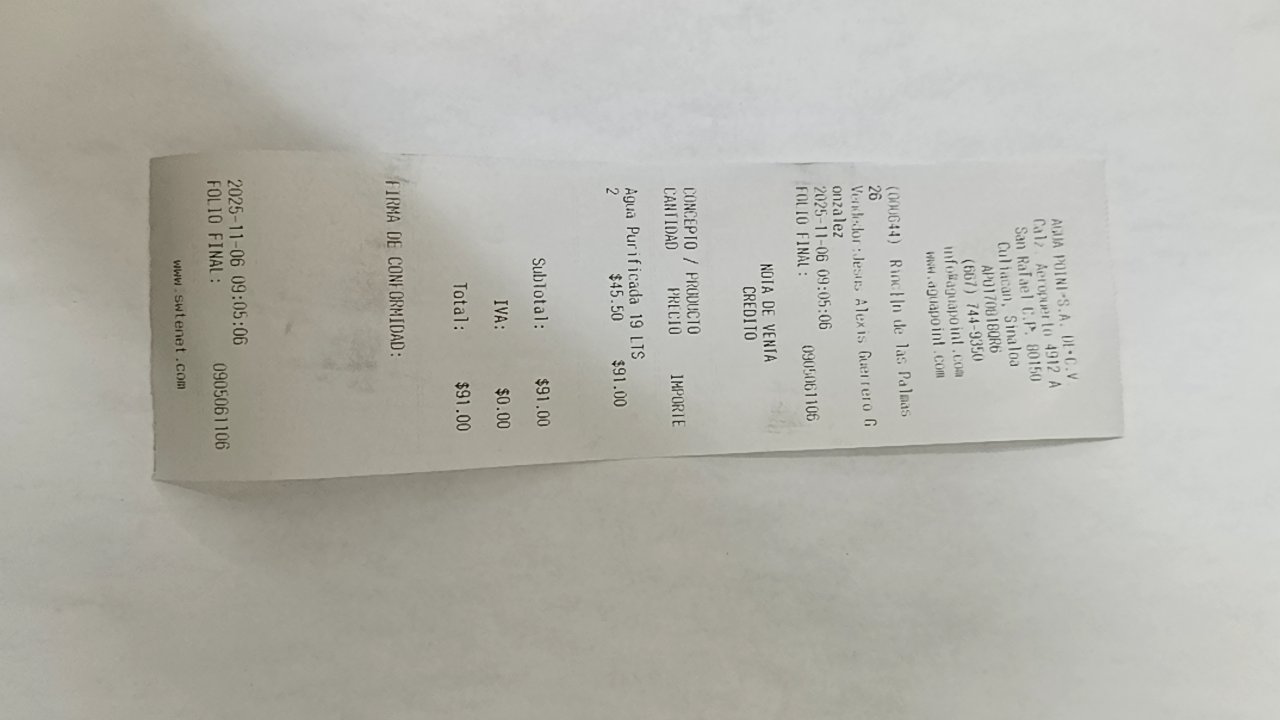 AGUA POINT S.A. DE C.V
Calz. Aeropuerto 4912 A
San Rafael C.P. 80150
Culiacan, Sinaloa
APO170818QR6
(667) 744-9350
info@aguapoint.com
www.aguapoint.com
(000644) Rinc de las Palmas
26
Vendedor:Jesus Alexis Guerrero G
onzalez
2025-11-06 09:05:06
FOLIO FINAL: 0905061106
NOTA DE VENTA
CREDITO
CONCEPTO / PRODUCTO
CANTIDAD PRECIO IMPORTE
Agua Purificada 19 LTS
2 $45.50 $91.00
Subtotal: $91.00
IVA: $0.00
Total: $91.00
FIRMA DE CONFORMIDAD:
2025-11-06 09:05:06
FOLIO FINAL: 0905061106
www.swtenet.com